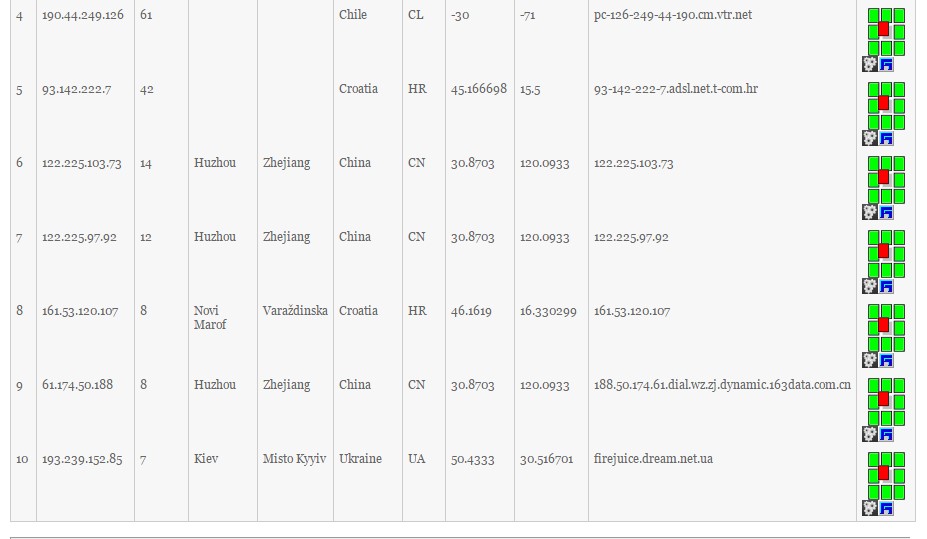 4 190.44.249.126 61 Chile CL -30 -71 pc-126-249-44-190.cm.vtr.net
5 93.142.222.7 42 Croatia HR 45.166698 15.5 93-142-222-7.adsl.net.t-com.hr
6 122.225.103.73 14 Huzhou Zhejiang China CN 30.8703 120.0933 122.225.103.73
7 122.225.97.92 12 Huzhou Zhejiang China CN 30.8703 120.0933 122.225.97.92
8 161.53.120.107 8 Novi Varaždinska Croatia HR 46.1619 16.330299 161.53.120.107
Marof
9 61.174.50.188 8 Huzhou Zhejiang China CN 30.8703 120.0933 188.50.174.61.dial.wz.zj.dynamic.163data.com.cn
10 193.239.152.85 7 Kiev Misto Kyyiv Ukraine UA 50.4333 30.516701 firejuice.dream.net.ua